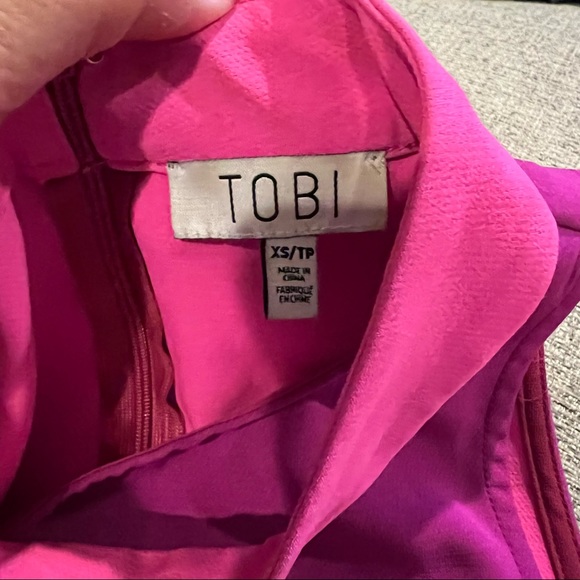 TOBI
XS/TP
MADE IN
CHINA
FABRIQUÉ
EN CHINE